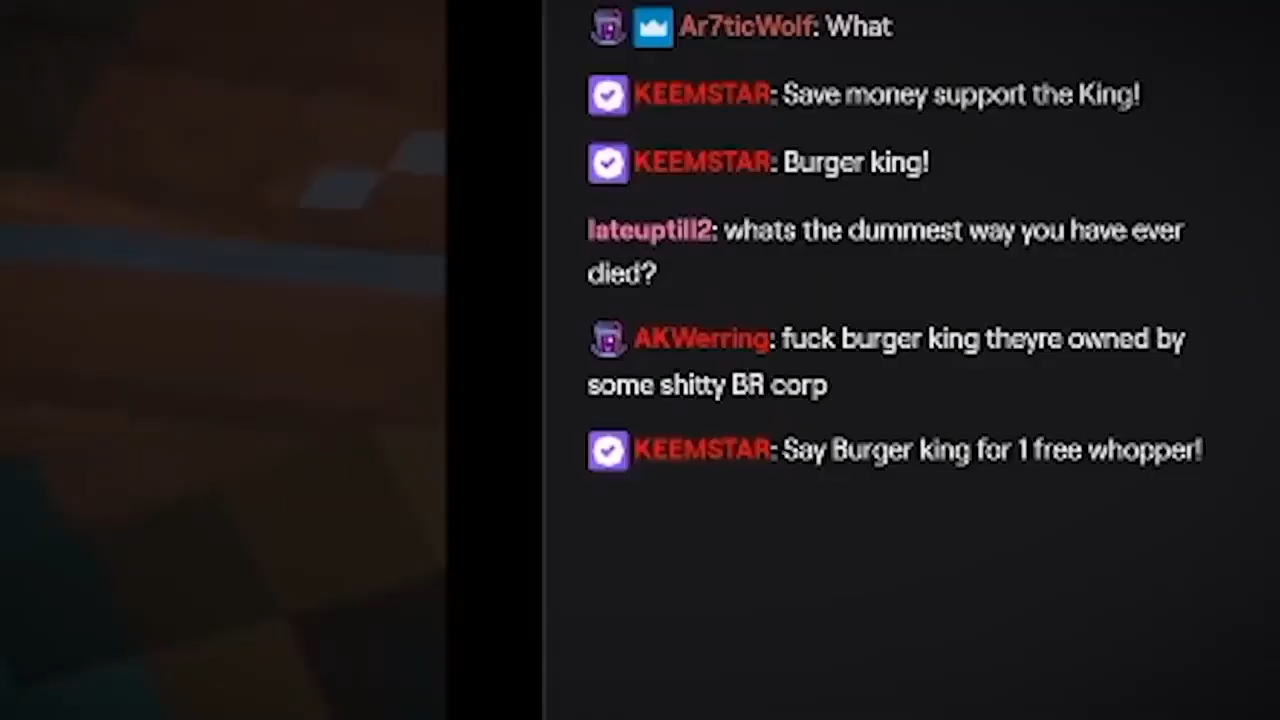 Ar7ticWolf: What
KEEMSTAR: Save money support the King!
KEEMSTAR: Burger king!
lateuptill2: whats the dummest way you have ever
died?
AKWerring: fuck burger king theyre owned by
some shitty BR corp
KEEMSTAR: Say Burger king for 1 free whopper!